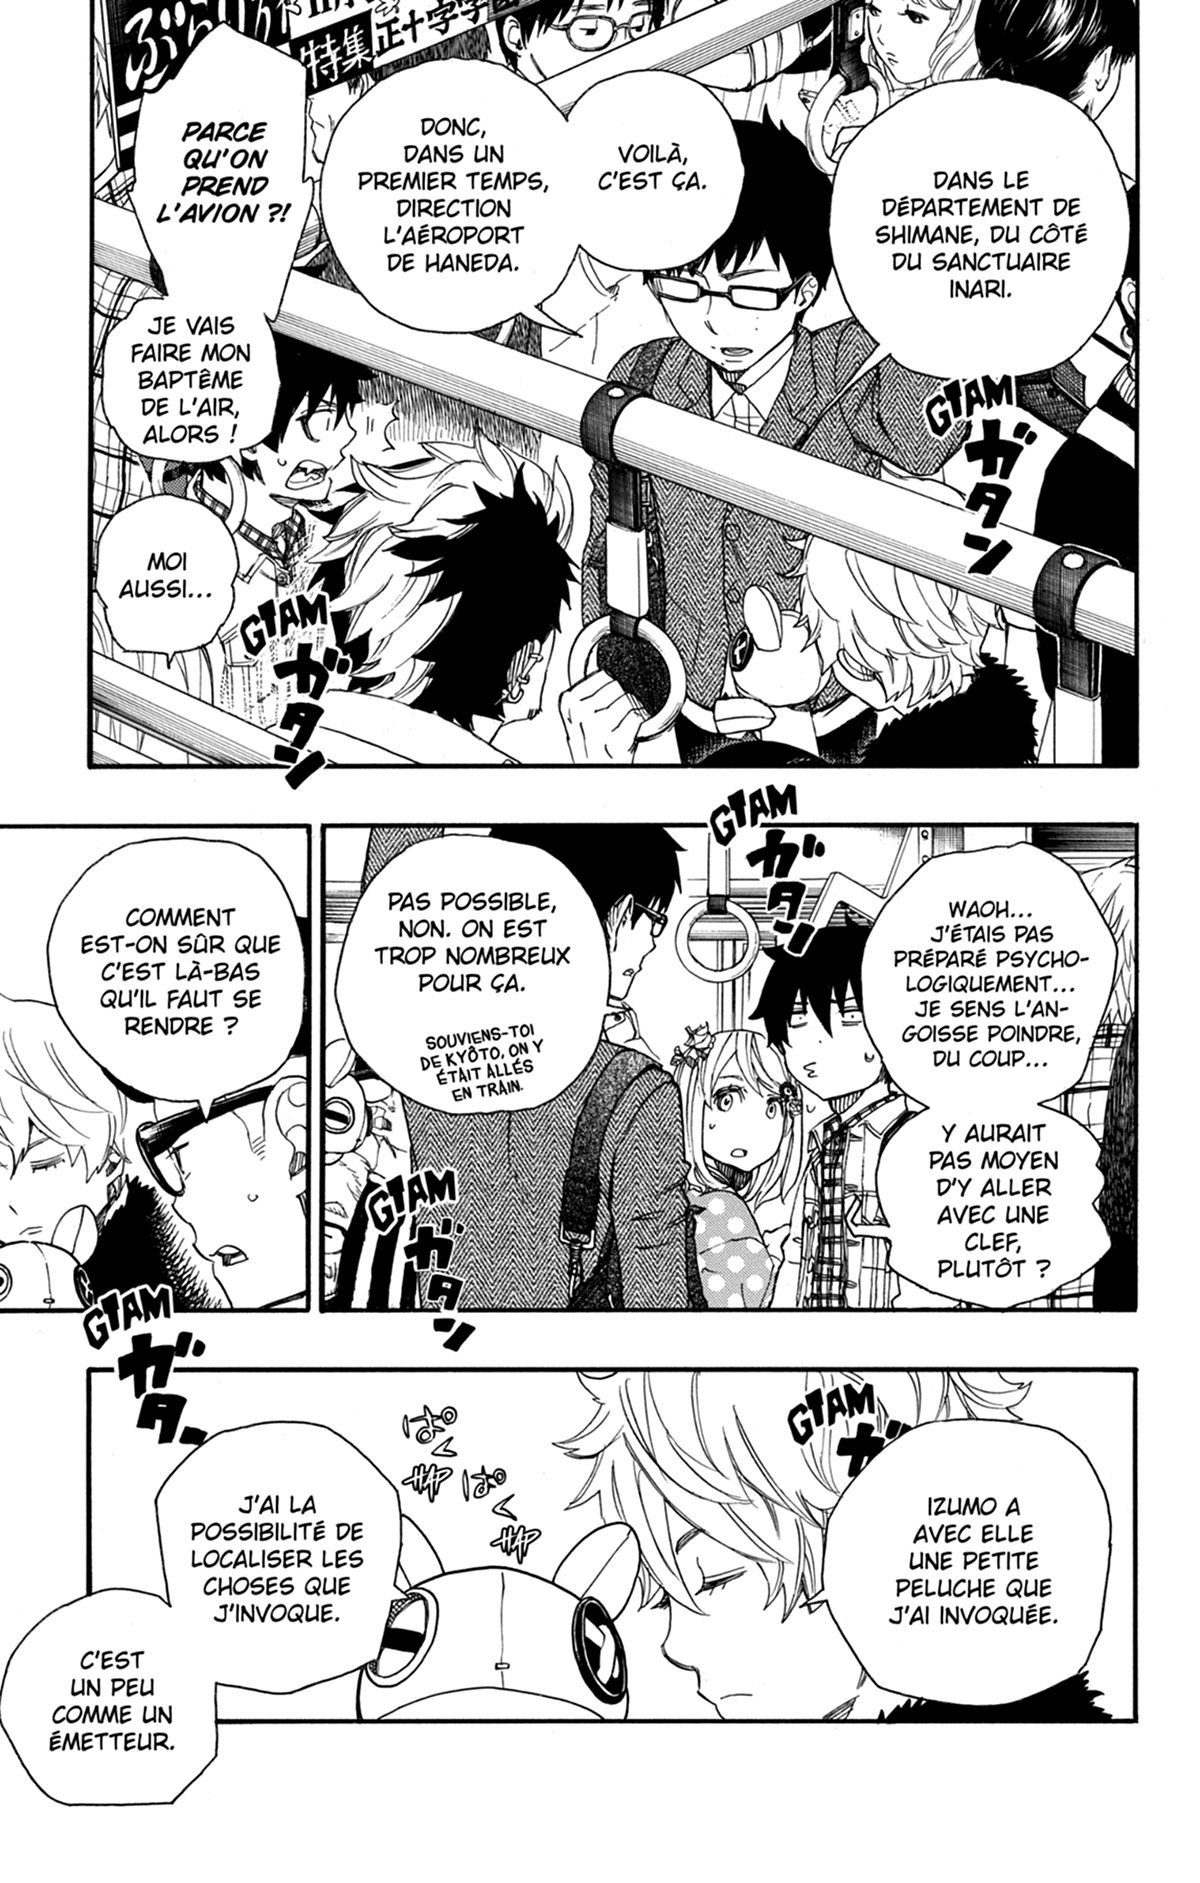 DANS LE
DÉPARTEMENT DE
SHIMANE, DU CÔTÉ
DU SANCTUAIRE
INARI.
VOILÀ,
C'EST ÇA.
DONC,
DANS UN
PREMIER TEMPS,
DIRECTION
L'AÉROPORT
DE HANEDA.
PARCE
QU'ON
PREND
L'AVION ?!
JE VAIS
FAIRE MON
BAPTÊME
DE L'AIR,
ALORS !
MOI
AUSSI...
特集
正十字学
GTAM
ガタン
GTAM
ガタン
WAOH...
J'ÉTAIS PAS
PRÉPARÉ PSYCHO-
LOGIQUEMENT...
JE SENS L'AN-
GOISSE POINDRE,
DU COUP...
Y AURAIT
PAS MOYEN
D'Y ALLER
AVEC UNE
CLEF,
PLUTÔT ?
GTAM
ガタン
PAS POSSIBLE,
NON. ON EST
TROP NOMBREUX
POUR ÇA.
SOUVIENS-TOI
DE KYÔTO, ON Y
ÉTAIT ALLÉS
EN TRAIN.
GTAM
ガタン
COMMENT
EST-ON SÛR QUE
C'EST LÀ-BAS
QU'IL FAUT SE
RENDRE ?
GTAM
ガタ
IZUMO A
AVEC ELLE
UNE PETITE
PELUCHE QUE
J'AI INVOQUÉE.
GTAM
ガ
ぱく
HAP
ぱく
HAP
J'AI LA
POSSIBILITÉ DE
LOCALISER LES
CHOSES QUE
J'INVOQUE.
C'EST
UN PEU
COMME UN
ÉMETTEUR.